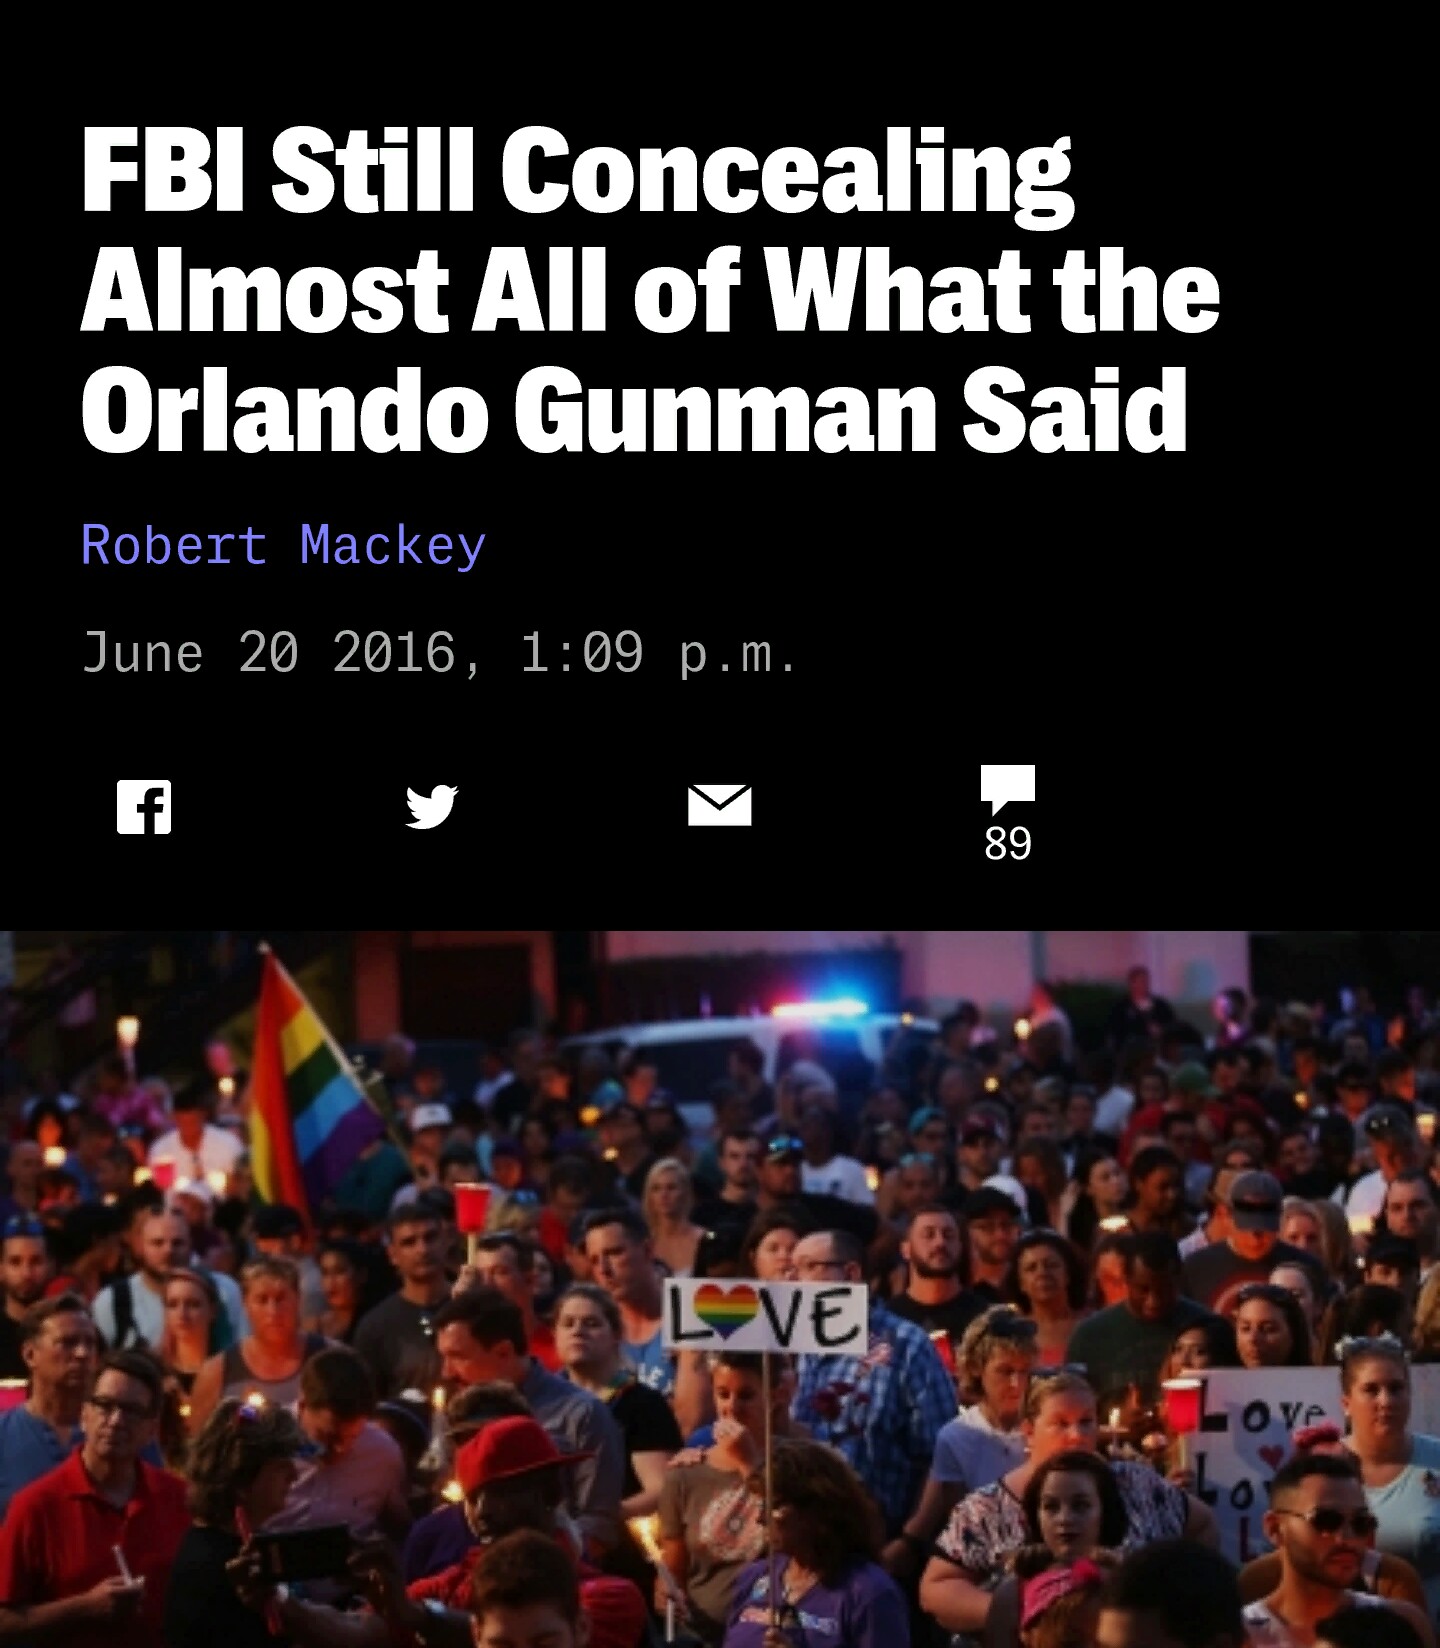 FBI Still Concealing
Almost All of What the
Orlando Gunman Said
Robert Mackey
June 20 2016, 1:09 p.m.
89
LOVE
Love